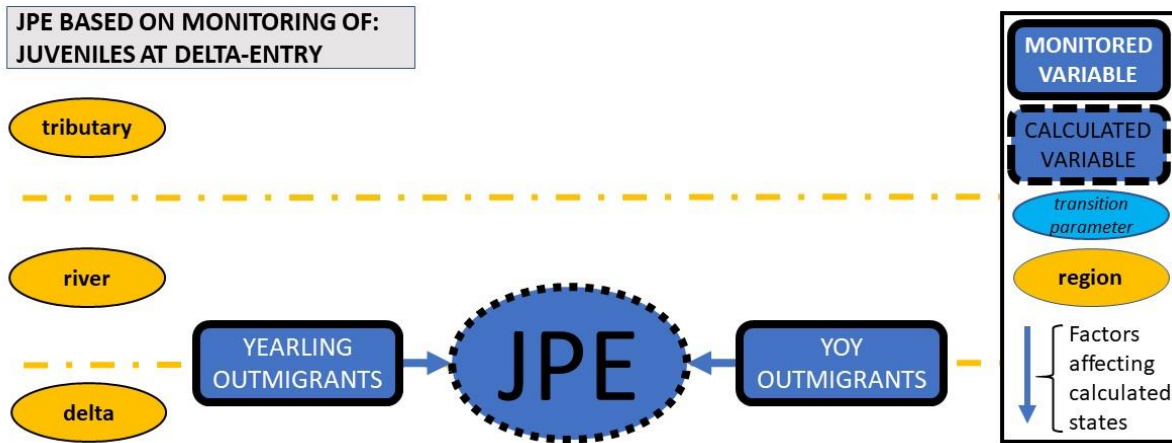 JPE BASED ON MONITORING OF:
JUVENILES AT DELTA-ENTRY
tributary
river
delta
YEARLING
OUTMIGRANTS
JPE
YOY
OUTMIGRANTS
MONITORED
VARIABLE
CALCULATED
VARIABLE
transition
parameter
region
Factors
affecting
calculated
states